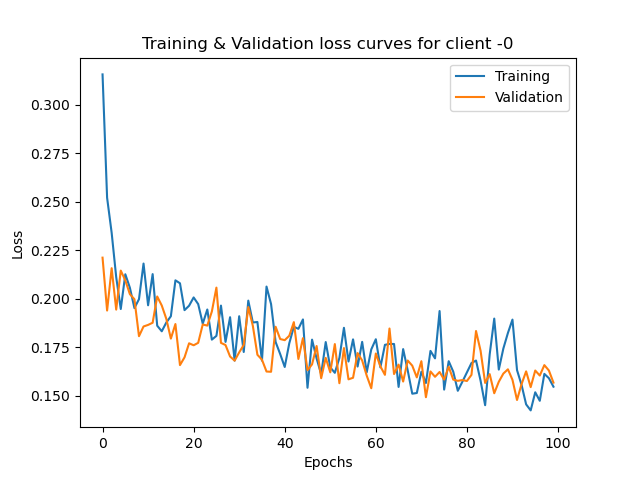 Training & Validation loss curves for client -0
Training
Validation
0.300
0.275
0.250
0.225
0.200
0.175
0.150
Loss
0 20 40 60 80 100
Epochs